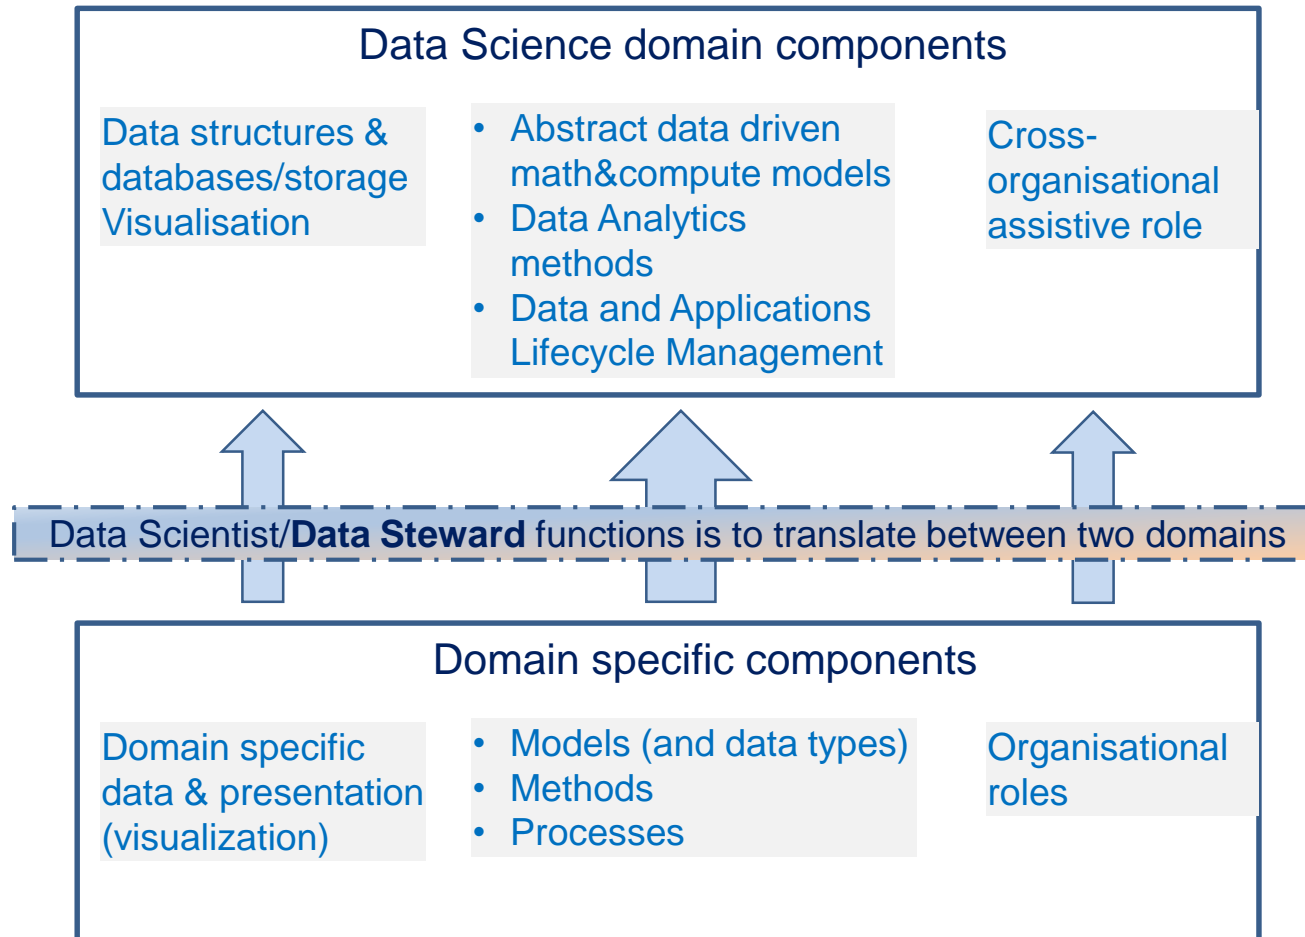 Data Science domain components
Data structures &
databases/storage
Visualisation
• Abstract data driven
math&compute models
• Data Analytics
methods
• Data and Applications
Lifecycle Management
Cross-
organisational
assistive role
Data Scientist/Data Steward functions is to translate between two domains
Domain specific components
Domain specific
data & presentation
(visualization)
• Models (and data types)
• Methods
• Processes
Organisational
roles